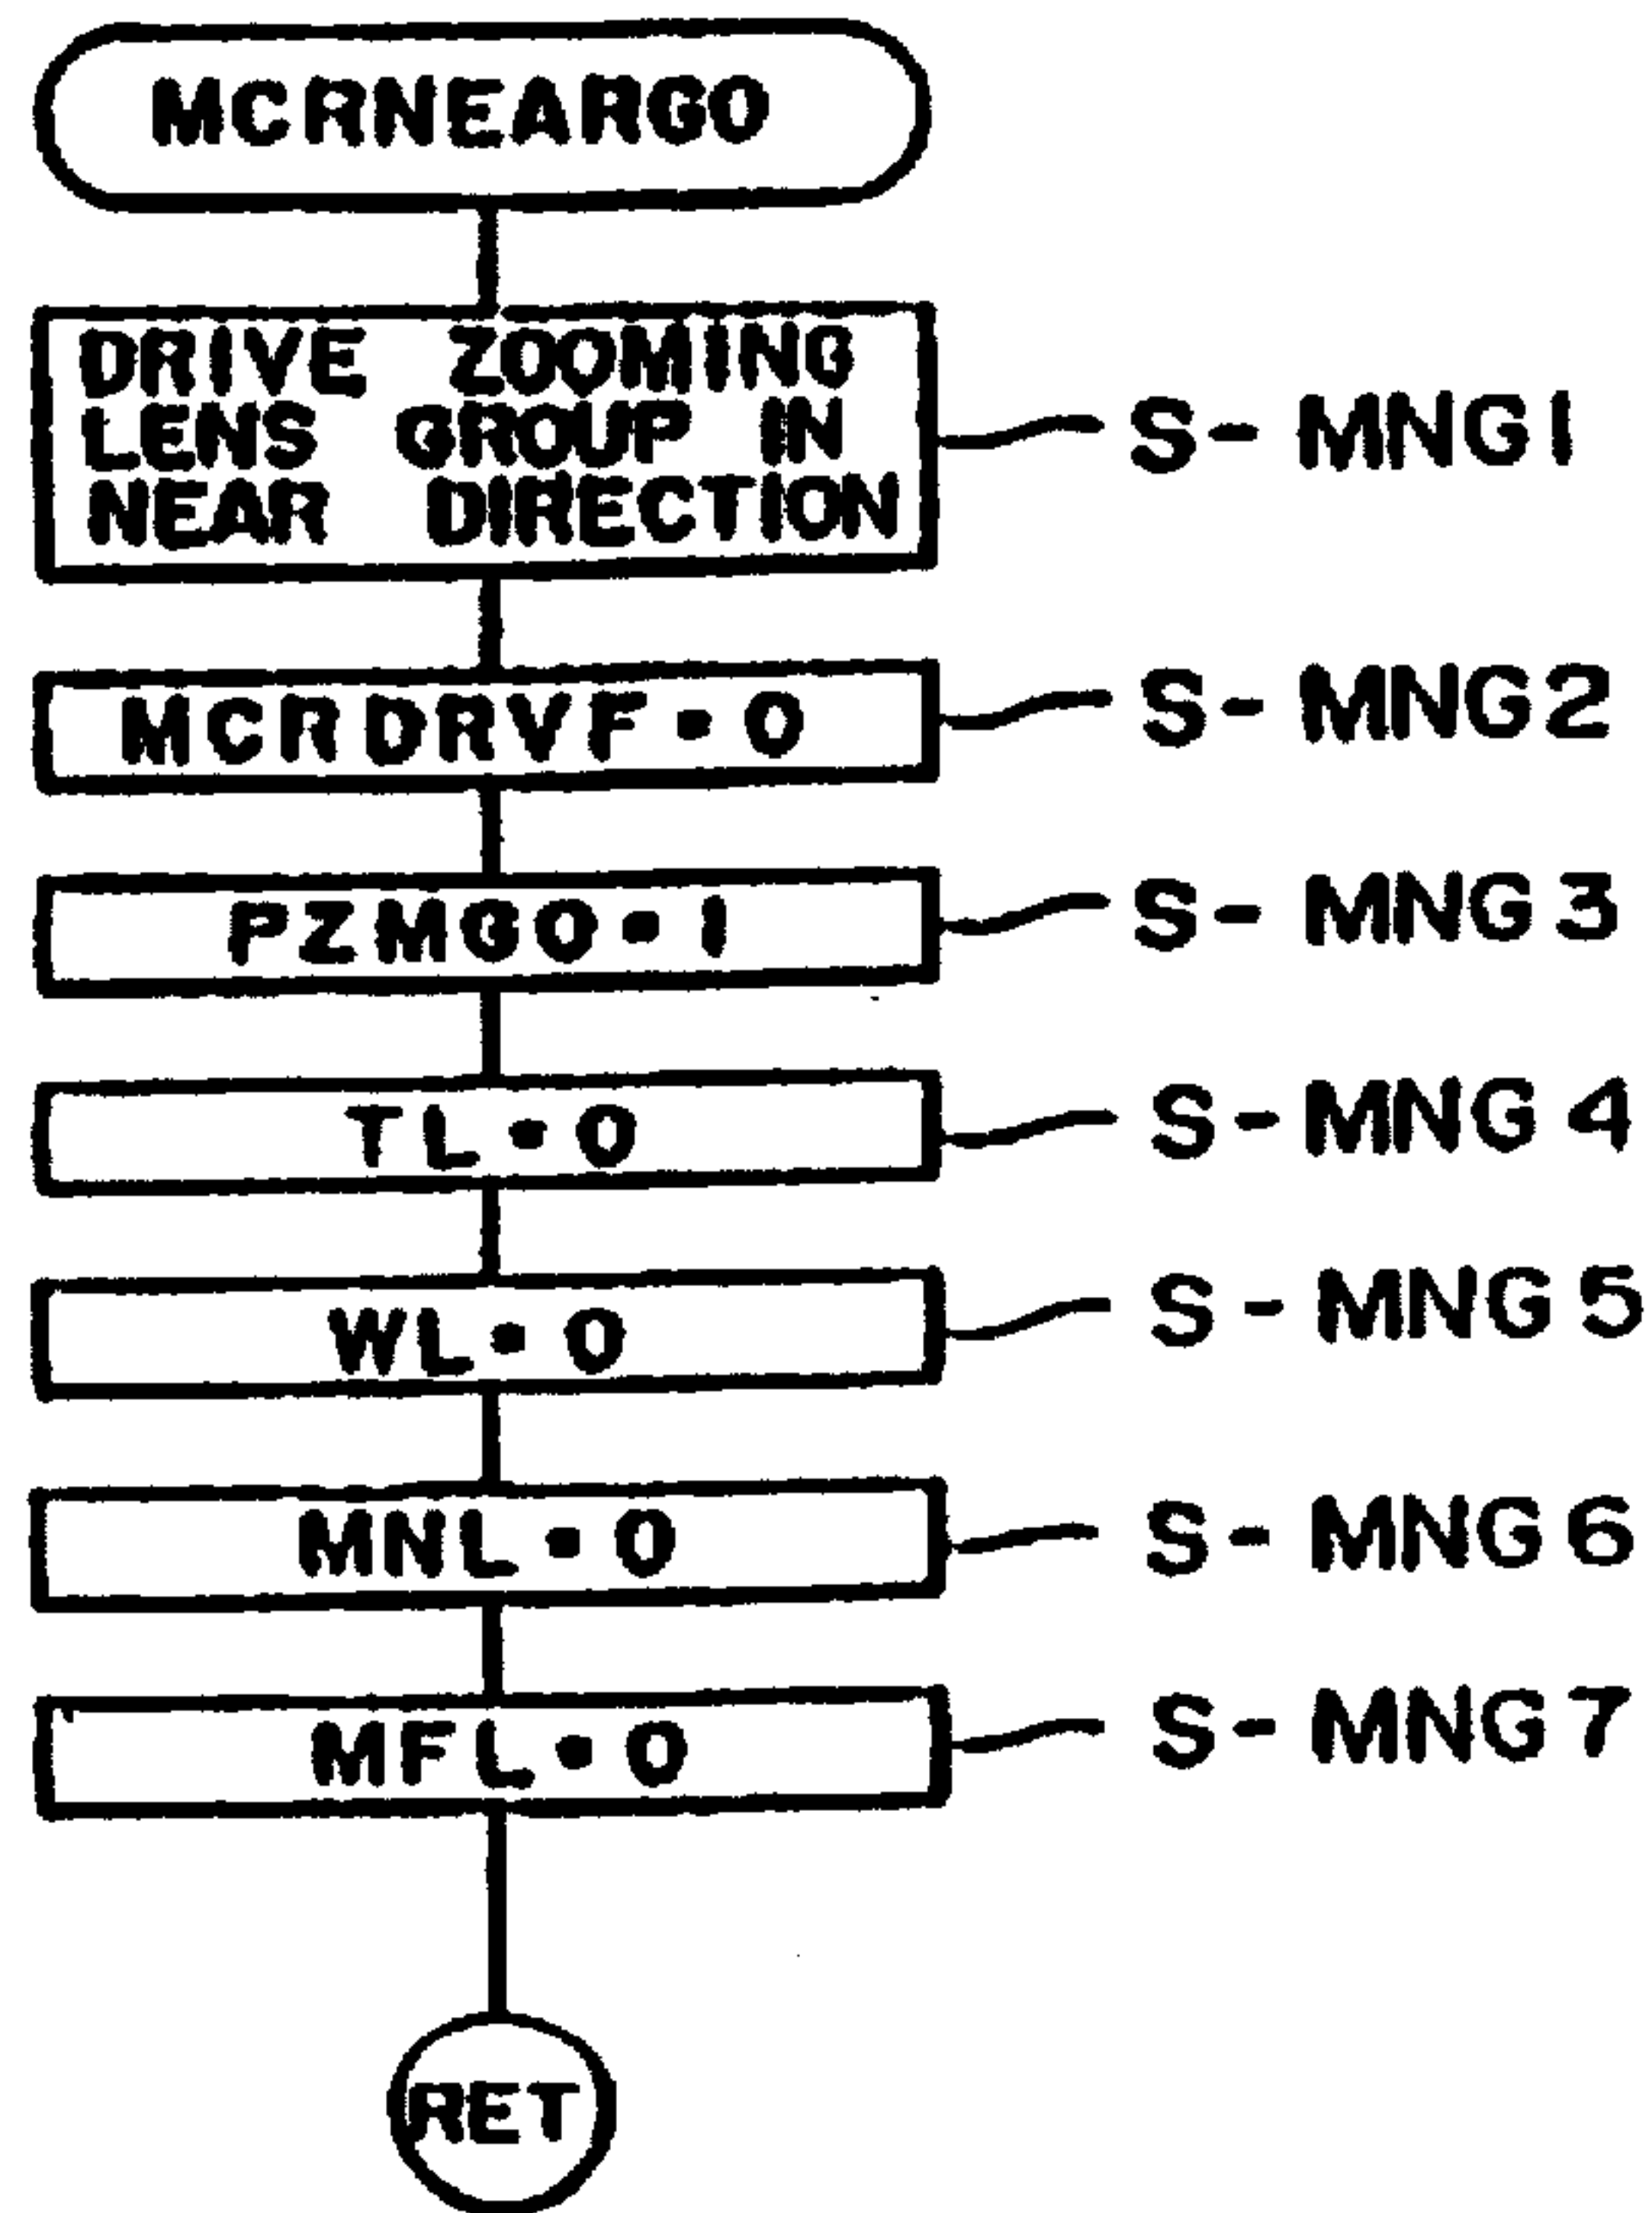 MCRNEARGO
DRIVE ZOOMING
LENS GROUP IN
NEAR DIRECTION
S-MNG1
MCRDRVF・0
S-MNG2
PZMGO・1
S-MNG3
TL・0
S-MNG4
WL・0
S-MNG5
MNL・0
S-MNG6
MFL・0
S-MNG7
RET